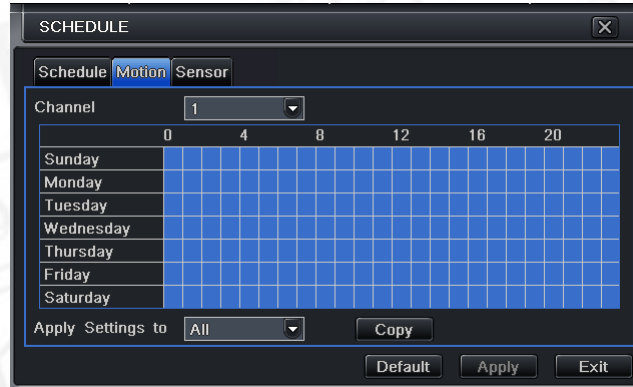 SCHEDULE
Schedule Motion Sensor
Channel 1
0 4 8 12 16 20
Sunday
Monday
Tuesday
Wednesday
Thursday
Friday
Saturday
Apply Settings to All Copy
Default Apply Exit